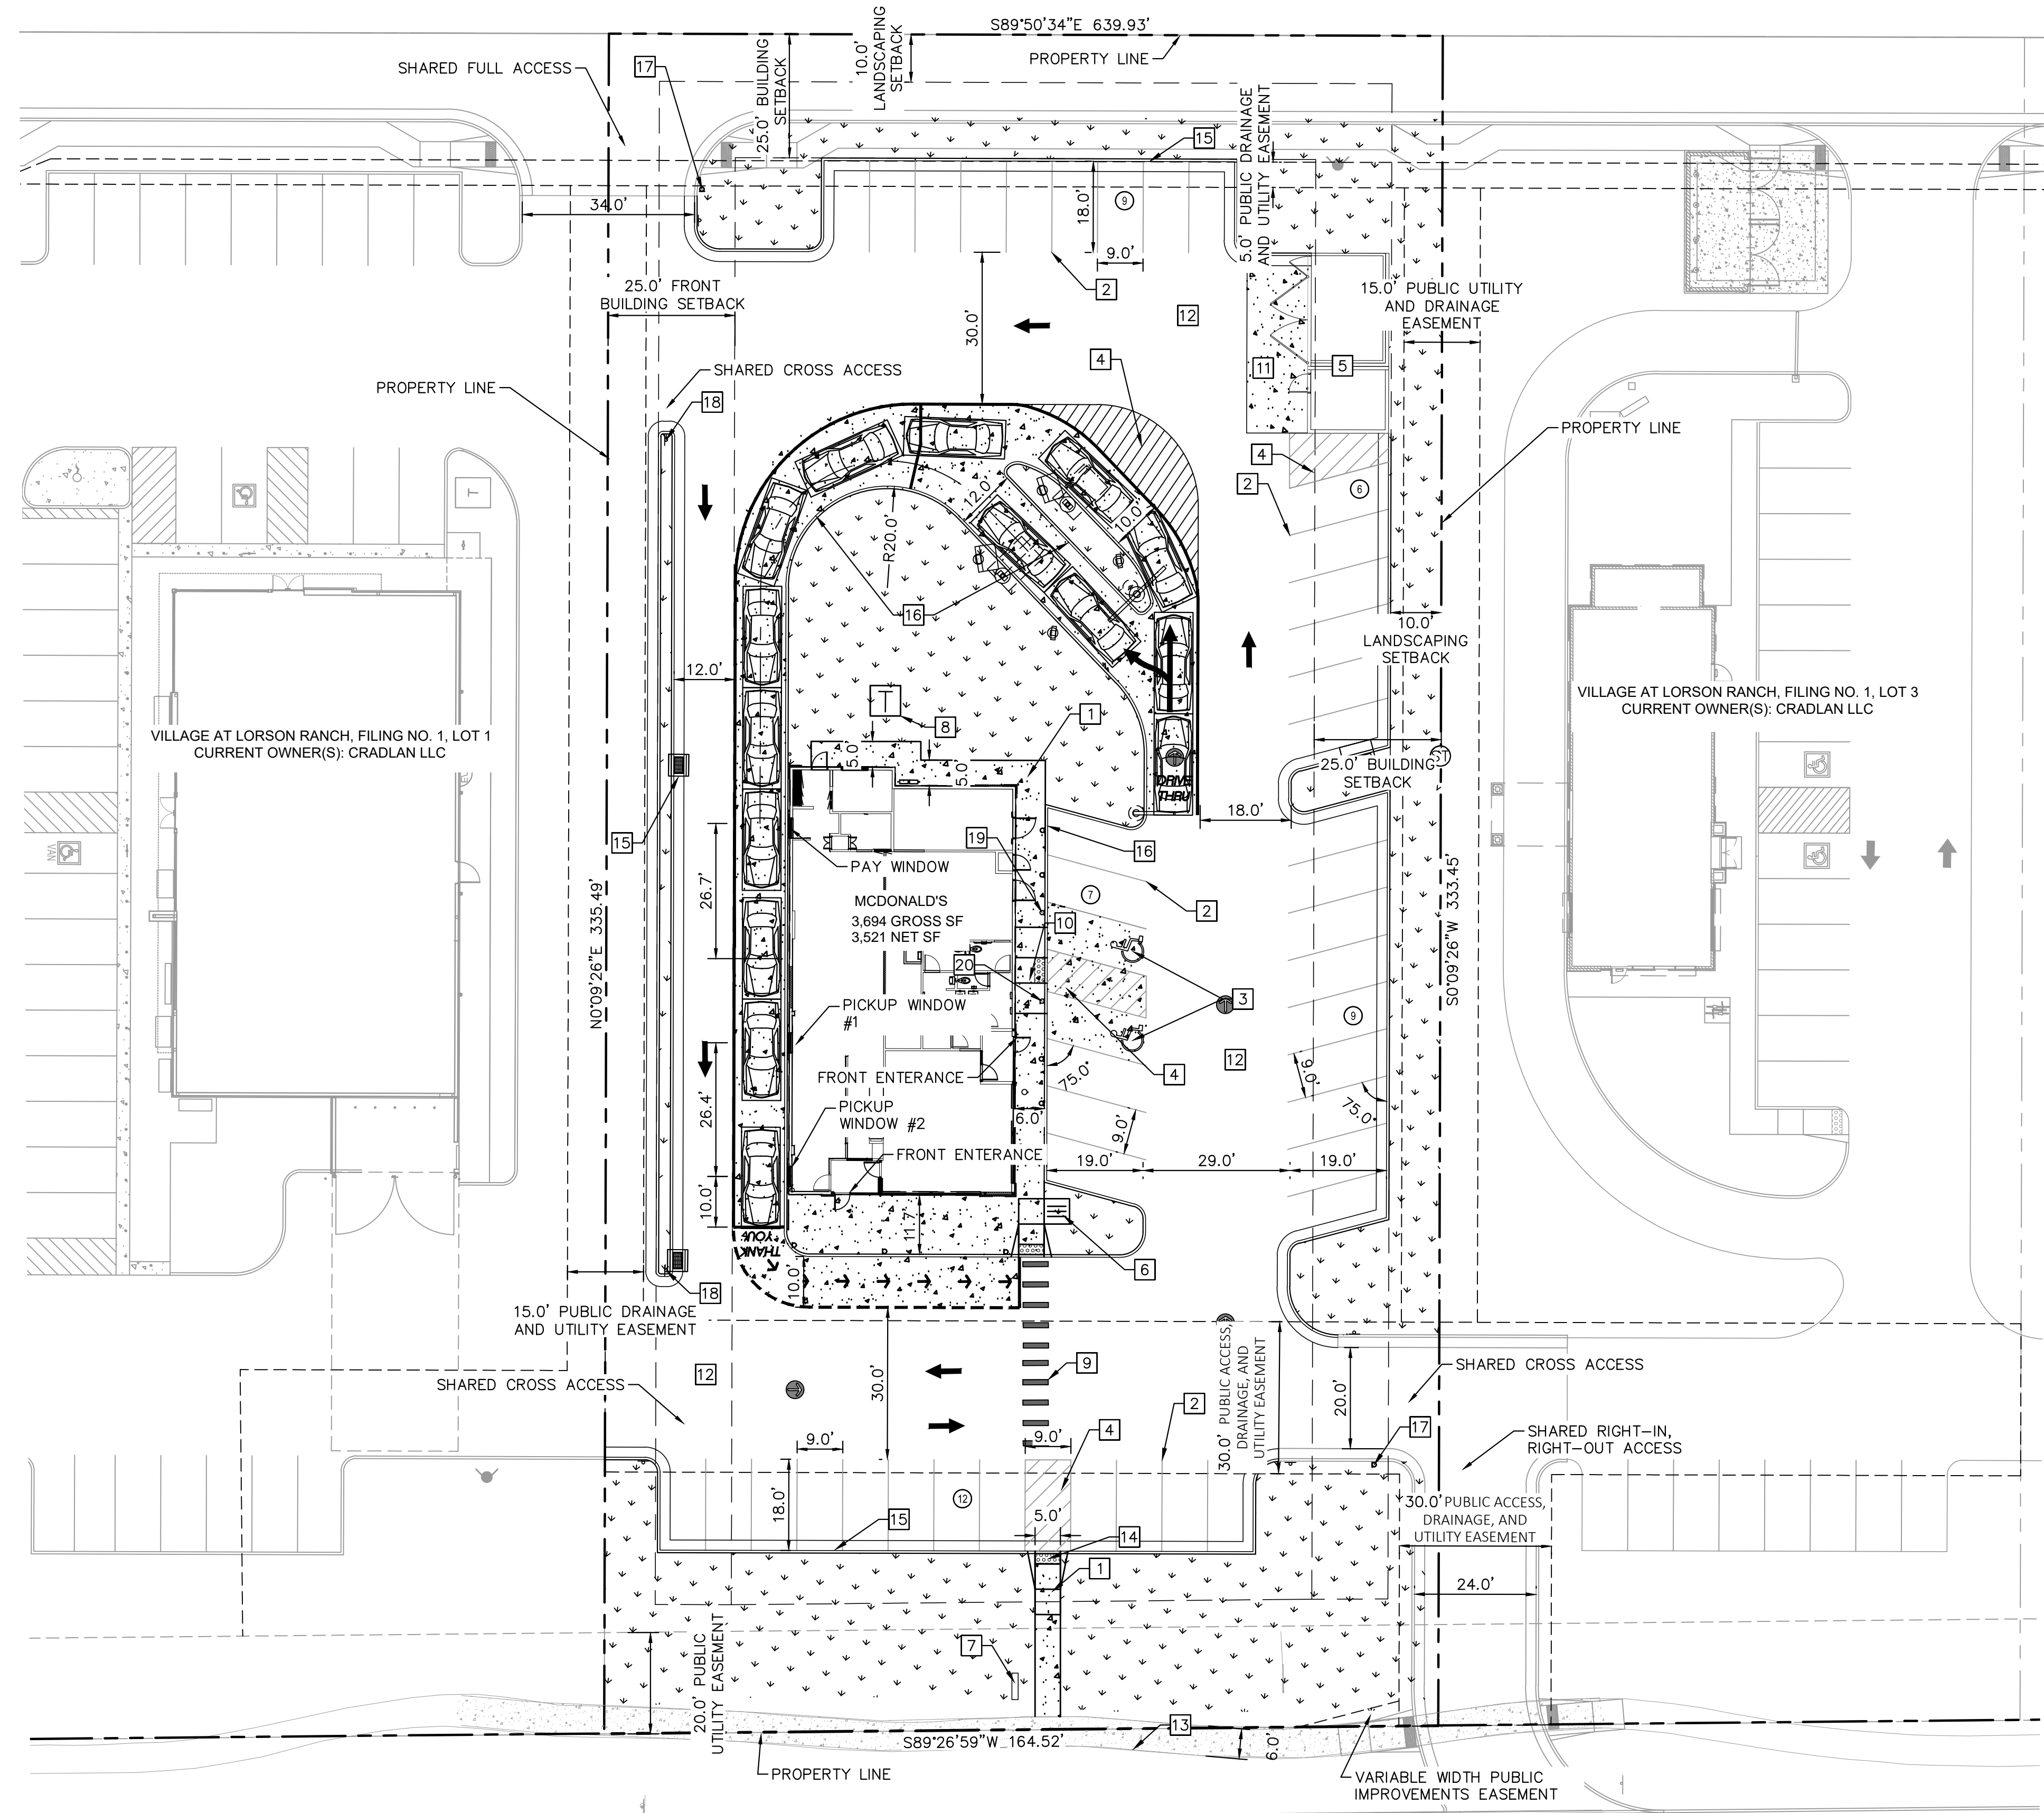 S89°50'34"E 639.93'
PROPERTY LINE
SHARED FULL ACCESS
17
25.0' BUILDING
SETBACK
10.0'
LANDSCAPING
SETBACK
5.0' PUBLIC DRAINAGE
AND UTILITY EASEMENT
15
34.0'
18.0'
9
9.0'
2
25.0' FRONT
BUILDING SETBACK
30.0'
12
15.0' PUBLIC UTILITY
AND DRAINAGE
EASEMENT
4
11
5
SHARED CROSS ACCESS
PROPERTY LINE
18
PROPERTY LINE
4
2
6
12.0'
10.0'
R20.0'
16
T
T
10.0'
LANDSCAPING
SETBACK
12.0'
8
1
VILLAGE AT LORSON RANCH, FILING NO. 1, LOT 1
CURRENT OWNER(S): CRADLAN LLC
VILLAGE AT LORSON RANCH, FILING NO. 1, LOT 3
CURRENT OWNER(S): CRADLAN LLC
5.0'
5.0'
25.0' BUILDING
SETBACK
ST
DRIVE
THRU
18.0'
15
VAN
19
16
PAY WINDOW
26.7'
MCDONALD'S
3,694 GROSS SF
3,521 NET SF
7
2
10
20
N0°09'26"E 335.49'
S0°09'26"W 333.45'
PICKUP WINDOW
#1
3
9
12
FRONT ENTERANCE
4
75.0°
9.0'
75.0°
26.4'
PICKUP
WINDOW #2
6.0'
9.0'
FRONT ENTERANCE
19.0'
29.0'
19.0'
10.0'
11.7'
THANK
YOU
10.0'
6
18
15.0' PUBLIC DRAINAGE
AND UTILITY EASEMENT
12
SHARED CROSS ACCESS
30.0'
9
30.0' PUBLIC ACCESS,
DRAINAGE, AND
UTILITY EASEMENT
20.0'
SHARED CROSS ACCESS
2
4
17
SHARED RIGHT-IN,
RIGHT-OUT ACCESS
9.0'
9.0'
18.0'
12
15
5.0'
14
30.0' PUBLIC ACCESS,
DRAINAGE, AND
UTILITY EASEMENT
1
24.0'
20.0' PUBLIC
UTILITY EASEMENT
7
13
S89°26'59"W 164.52'
6.0'
PROPERTY LINE
VARIABLE WIDTH PUBLIC
IMPROVEMENTS EASEMENT